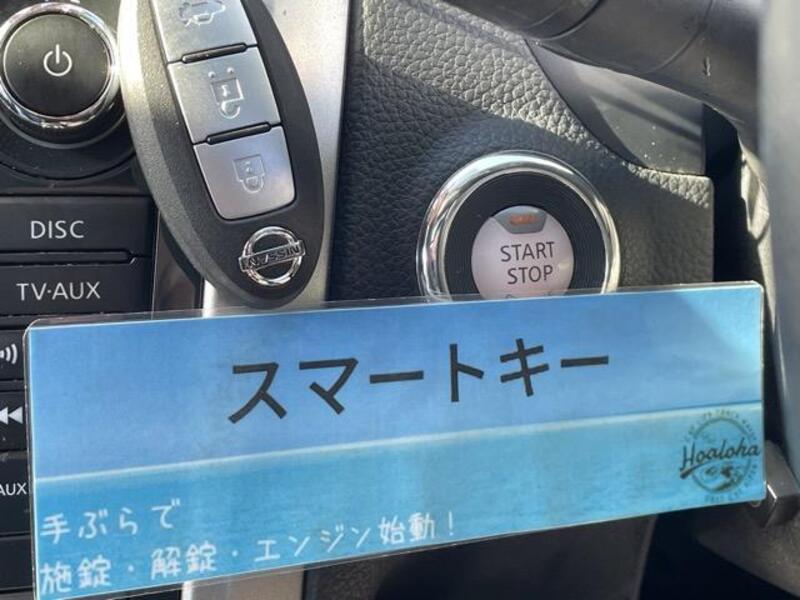 DISC
TV·AUX
AUX
NISSAN
START
STOP
スマートキー
Hoaloha
手ぶらで
施錠・解錠・エンジン始動！